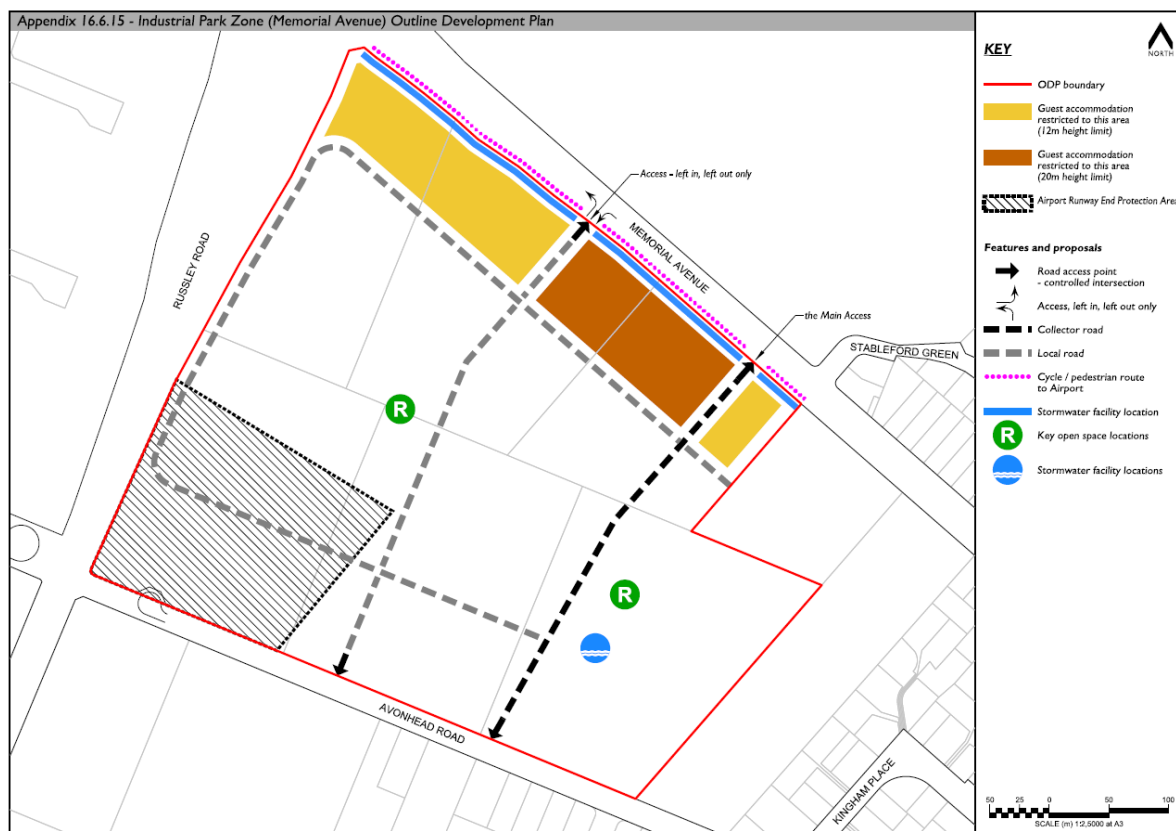 Appendix 16.6.15 - Industrial Park Zone (Memorial Avenue) Outline Development Plan
Access - left in, left out only
MEMORIAL AVENUE
RUSSLEY ROAD
the Main Access
STABLEFORD GREEN
R
R
AVONHEAD ROAD
KINGHAM PLACE
KEY
NORTH
ODP boundary
Guest accommodation
restricted to this area
(12m height limit)
Guest accommodation
restricted to this area
(20m height limit)
Airport Runway End Protection Area
Features and proposals
Road access point
- controlled intersection
Access, left in, left out only
Collector road
Local road
Cycle / pedestrian route
to Airport
Stormwater facility location
R
Key open space locations
Stormwater facility locations
50 25 0 50 100
SCALE (m) 1:2,5000 at A3